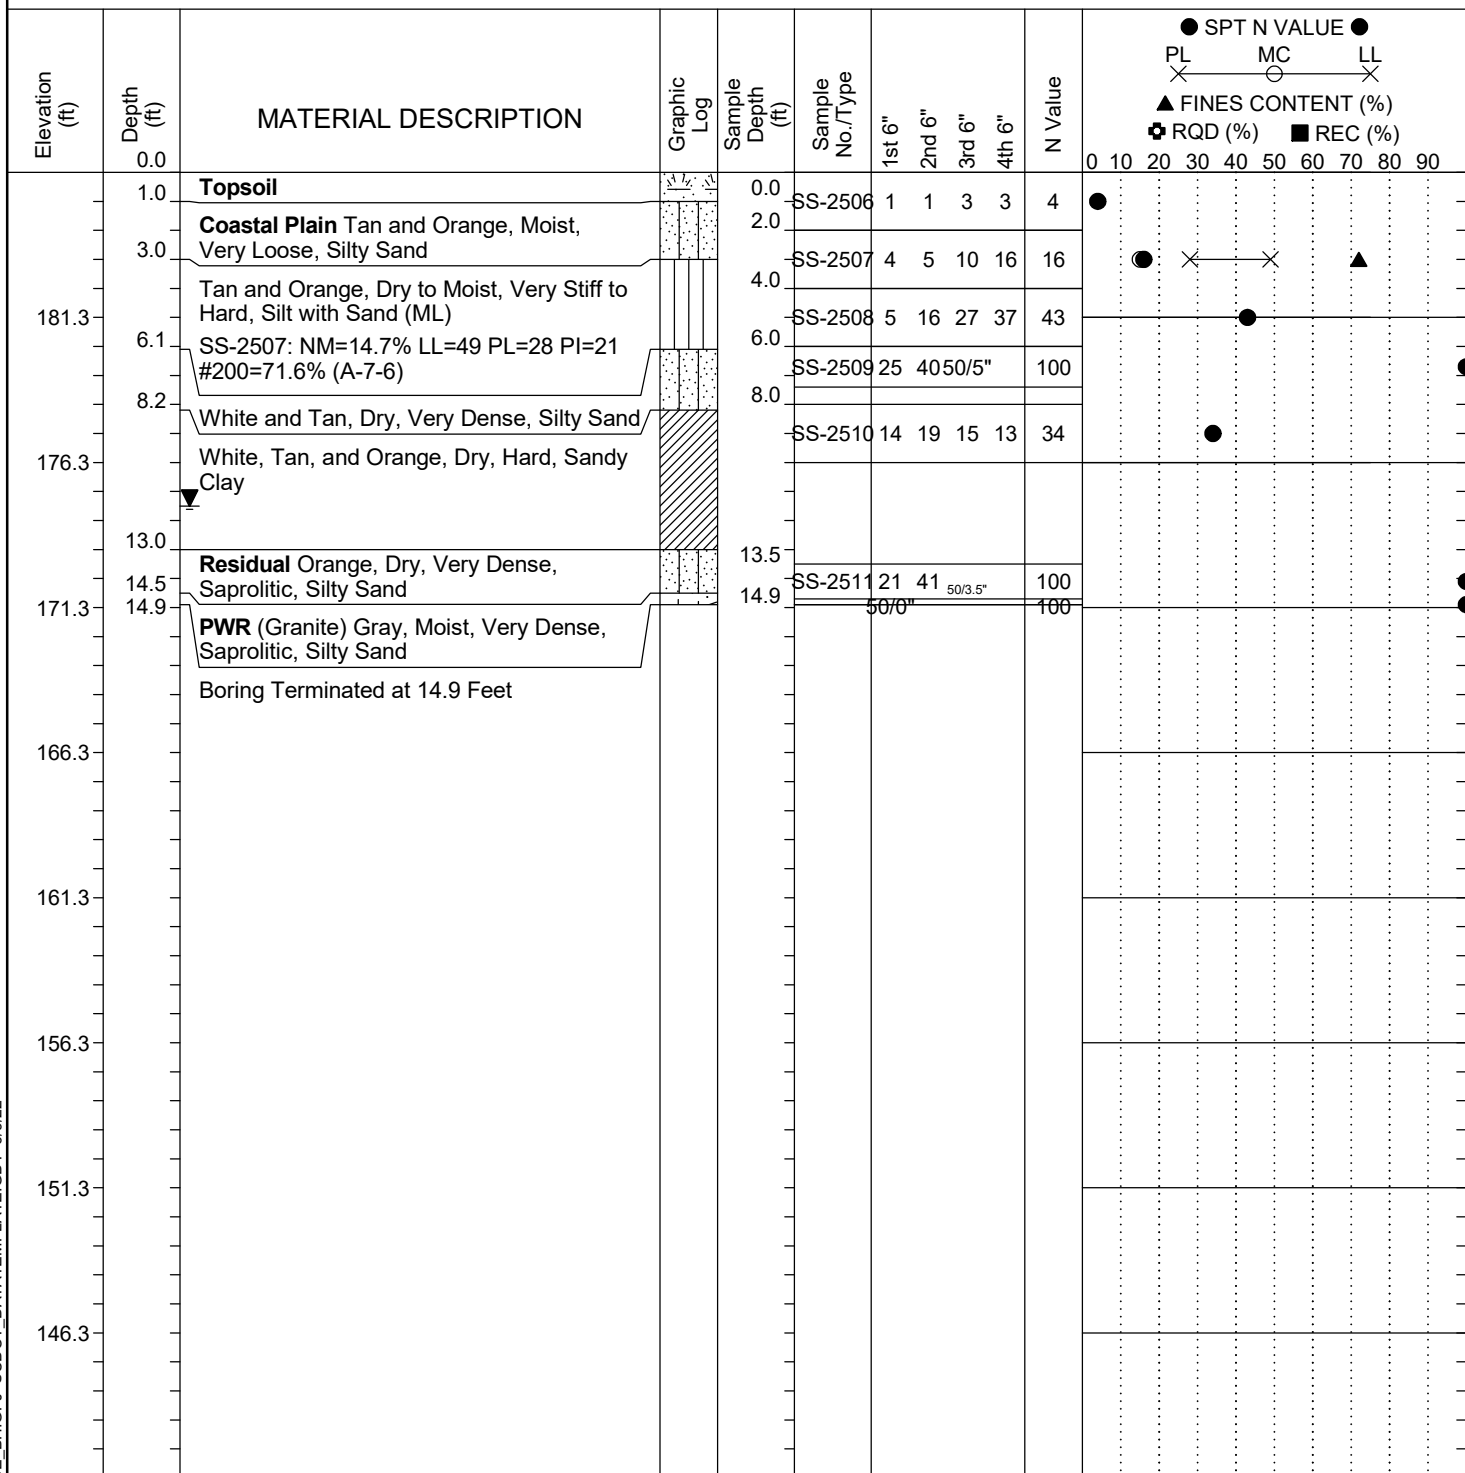 ● SPT N VALUE ●
PL MC LL
▲ FINES CONTENT (%)
RQD (%) ■ REC (%)
0 10 20 30 40 50 60 70 80 90
Elevation (ft)
Depth (ft)
0.0
MATERIAL DESCRIPTION
Graphic Log
Sample Depth (ft)
Sample No./Type
1st 6"
2nd 6"
3rd 6"
4th 6"
N Value
1.0 Topsoil 0.0
SS-2506 1 1 3 3 4
2.0
Coastal Plain Tan and Orange, Moist,
3.0 Very Loose, Silty Sand
SS-2507 4 5 10 16 16
4.0
Tan and Orange, Dry to Moist, Very Stiff to
181.3 Hard, Silt with Sand (ML)
SS-2508 5 16 27 37 43
6.1 6.0
SS-2507: NM=14.7% LL=49 PL=28 PI=21
#200=71.6% (A-7-6)
SS-2509 25 40 50/5" 100
8.2 8.0
White and Tan, Dry, Very Dense, Silty Sand
SS-2510 14 19 15 13 34
176.3 White, Tan, and Orange, Dry, Hard, Sandy
Clay
13.0 13.5
Residual Orange, Dry, Very Dense,
14.5 Saprolitic, Silty Sand
SS-2511 21 41 50/3.5" 100
171.3 14.9 14.9 50/0" 100
PWR (Granite) Gray, Moist, Very Dense,
Saprolitic, Silty Sand
Boring Terminated at 14.9 Feet
166.3
161.3
156.3
151.3
146.3